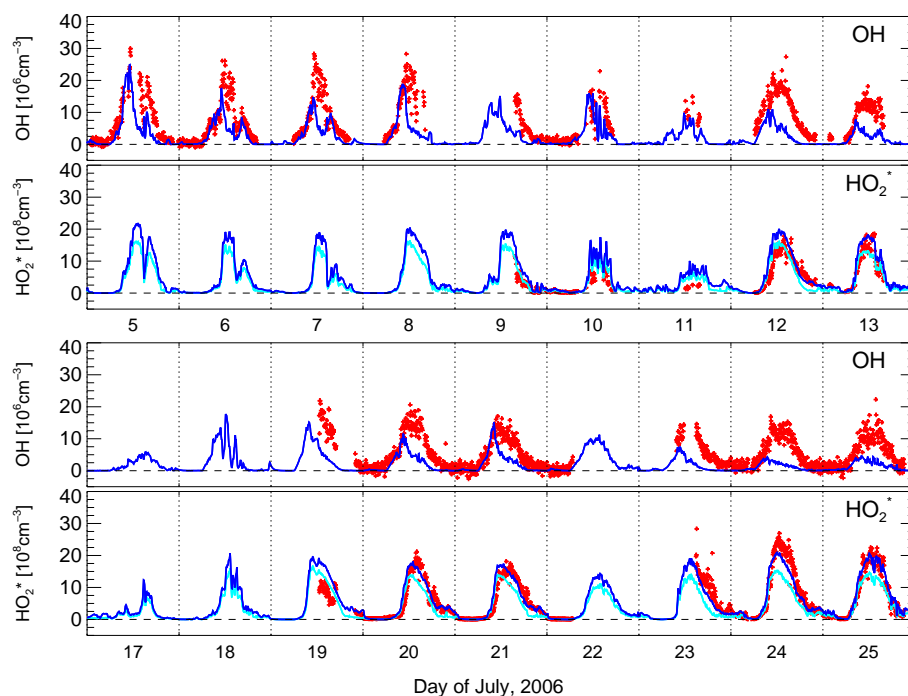 40
30
20
10
0
OH [10⁶cm⁻³]
OH
40
30
20
10
0
HO₂* [10⁸cm⁻³]
HO₂*
5 6 7 8 9 10 11 12 13
40
30
20
10
0
OH [10⁶cm⁻³]
OH
40
30
20
10
0
HO₂* [10⁸cm⁻³]
HO₂*
17 18 19 20 21 22 23 24 25
Day of July, 2006